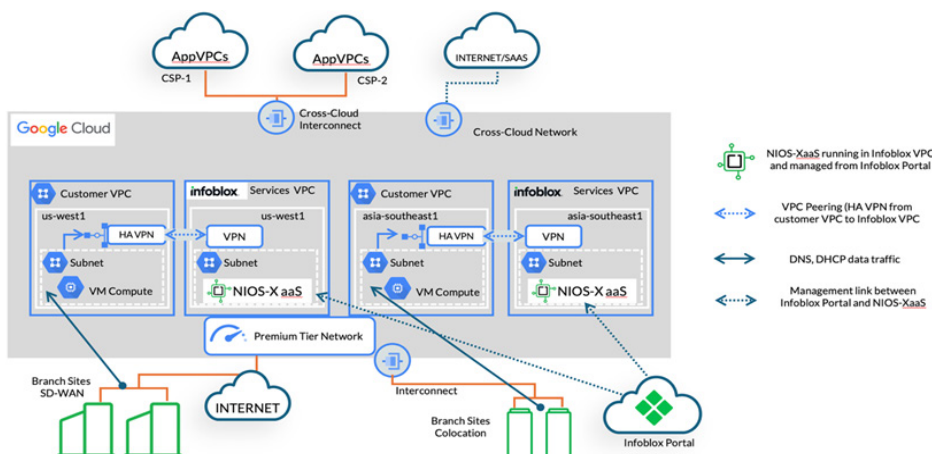 AppVPCs
AppVPCs
INTERNET/SAAS
CSP-1
CSP-2
Cross-Cloud
Interconnect
Cross-Cloud Network
Google Cloud
NIOS-XaaS running in Infoblox VPC
and managed from Infoblox Portal
Customer VPC
infoblox. Services VPC
Customer VPC
infoblox. Services VPC
us-west1
us-west1
asia-southeast1
asia-southeast1
VPC Peering (HA VPN from
customer VPC to Infoblox VPC
HA VPN
VPN
HA VPN
VPN
Subnet
Subnet
Subnet
Subnet
DNS, DHCP data traffic
VM Compute
NIOS-X aaS
VM Compute
NIOS-X aaS
Management link between
Infoblox Portal and NIOS-XaaS
Premium Tier Network
Branch Sites
SD-WAN
INTERNET
Interconnect
Branch Sites
Colocation
Infoblox Portal